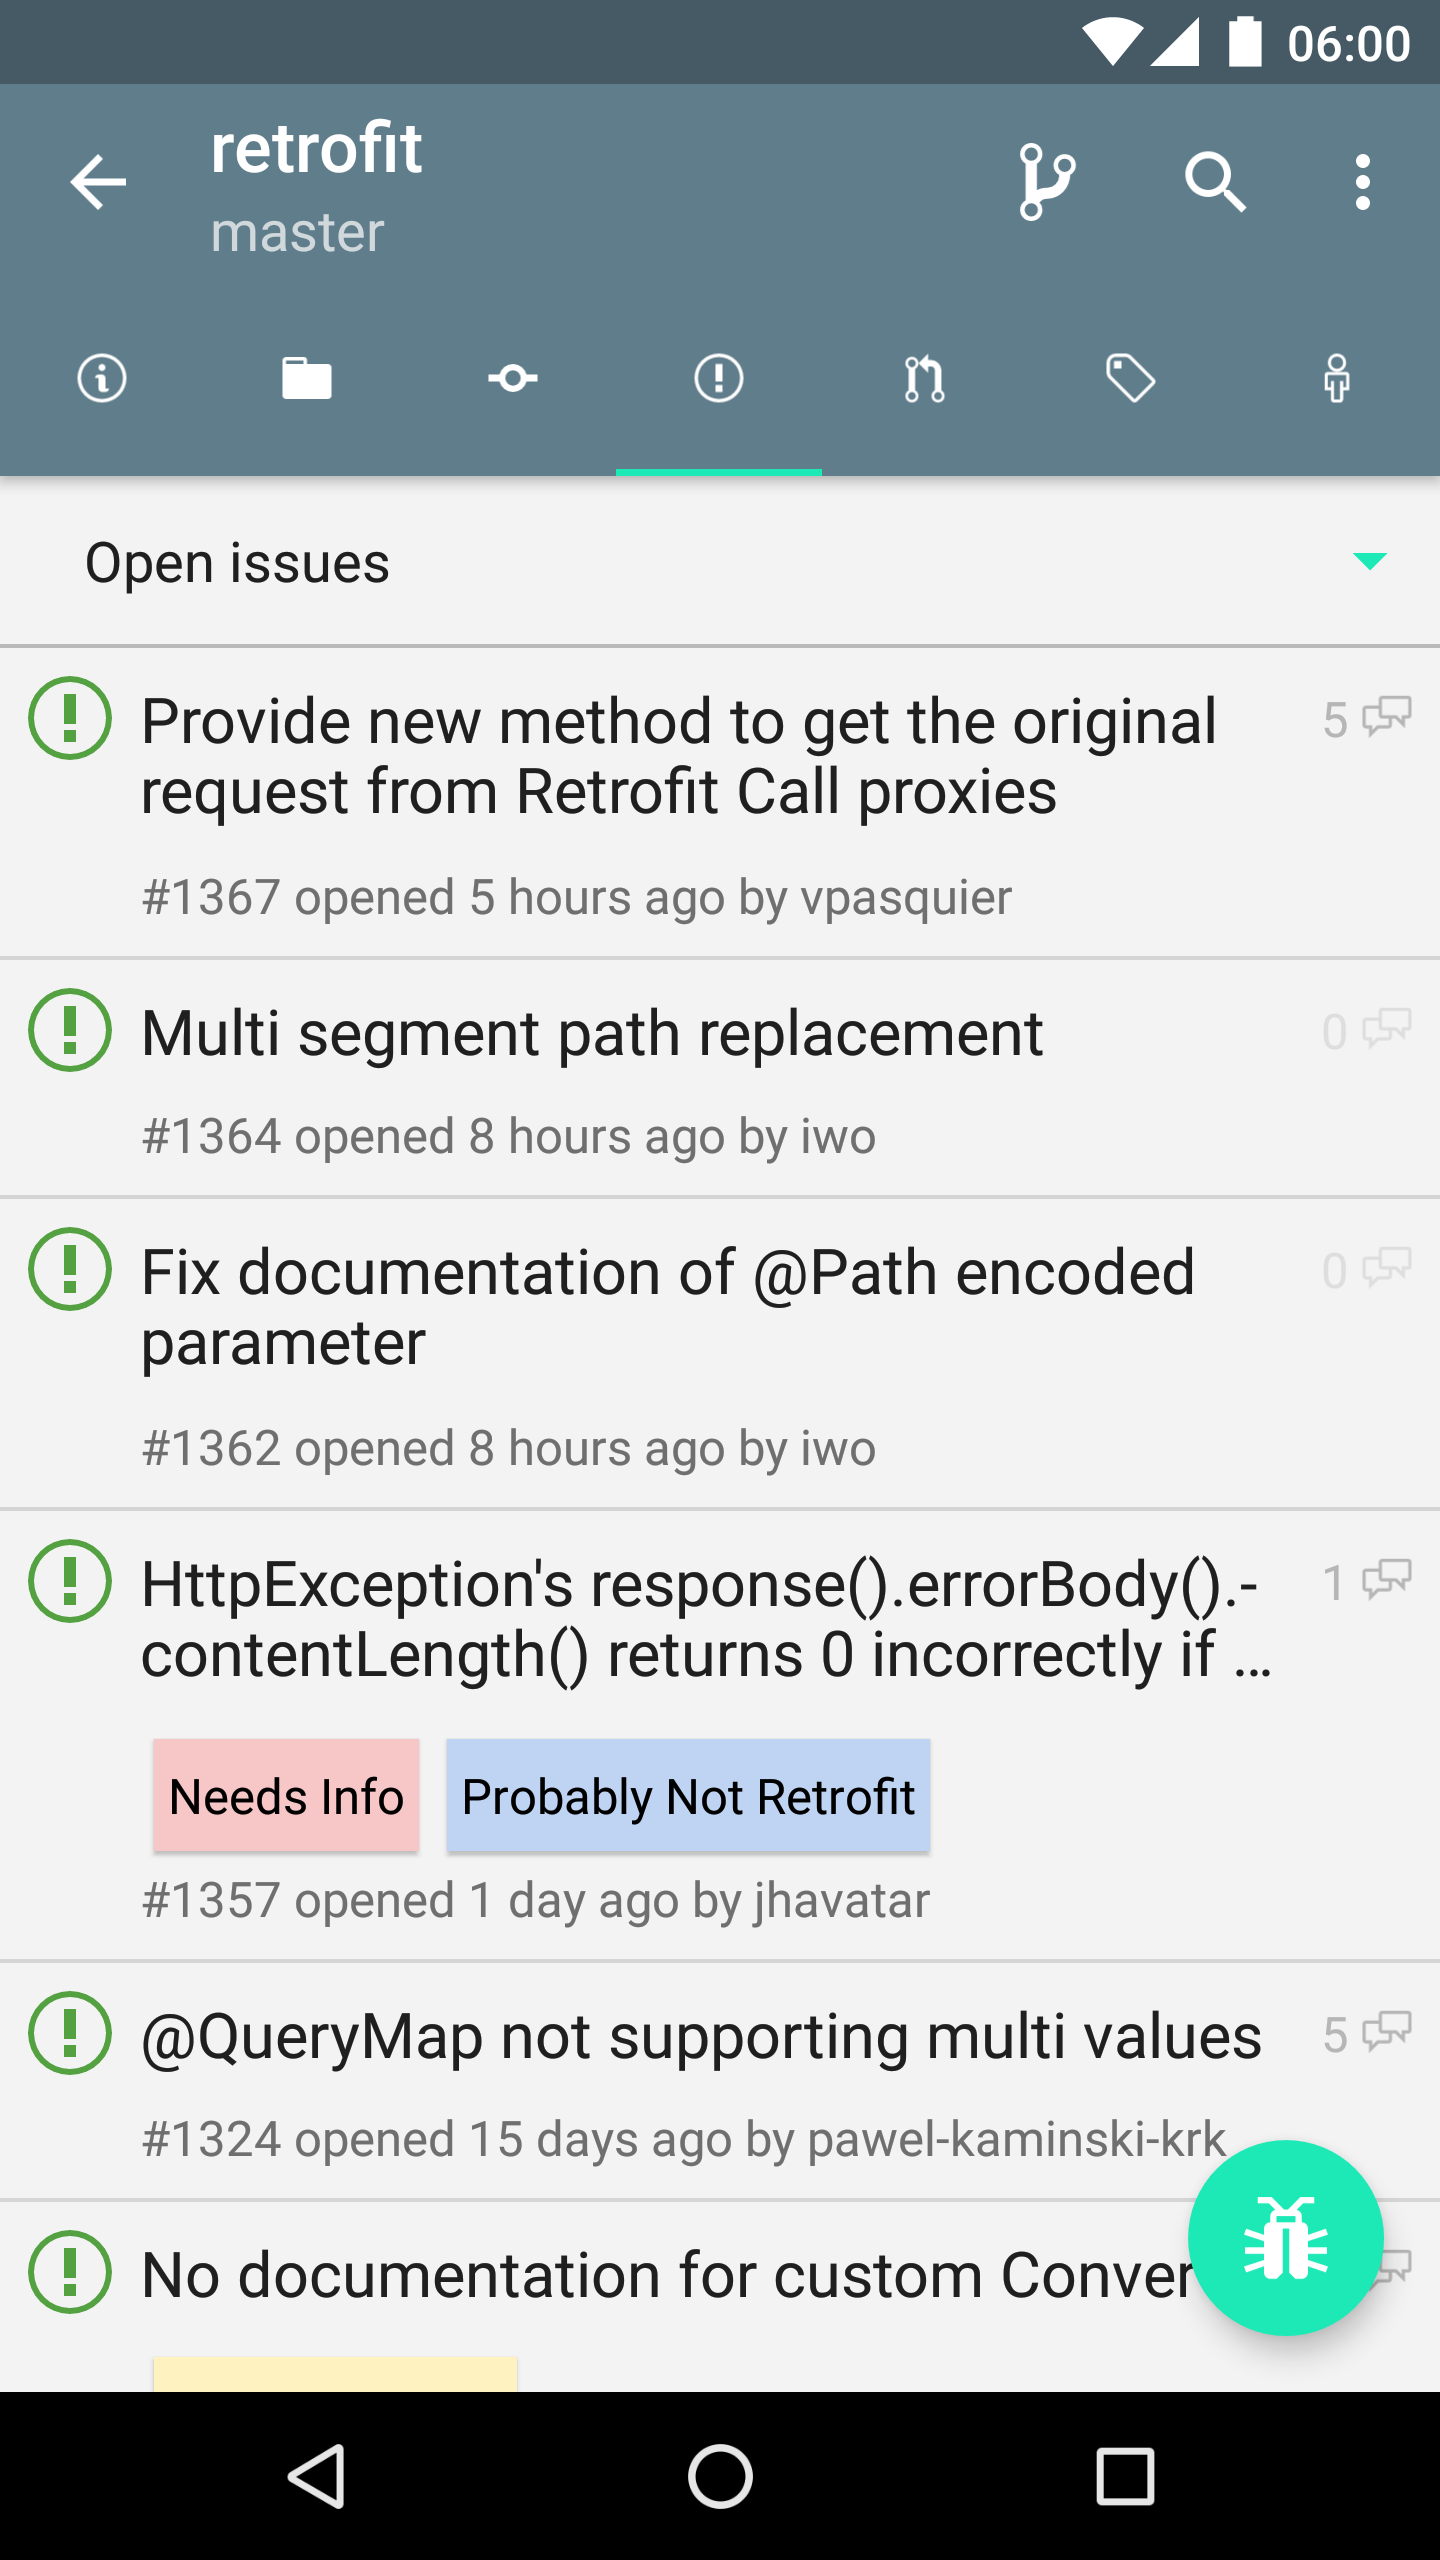 06:00
retrofit
master
Open issues
Provide new method to get the original
5
request from Retrofit Call proxies
#1367 opened 5 hours ago by vpasquier
Multi segment path replacement
0
#1364 opened 8 hours ago by iwo
Fix documentation of @Path encoded
0
parameter
#1362 opened 8 hours ago by iwo
HttpException's response().errorBody().-
1
contentLength() returns 0 incorrectly if ...
Needs Info
Probably Not Retrofit
#1357 opened 1 day ago by jhavatar
@QueryMap not supporting multi values
5
#1324 opened 15 days ago by pawel-kaminski-krk
No documentation for custom